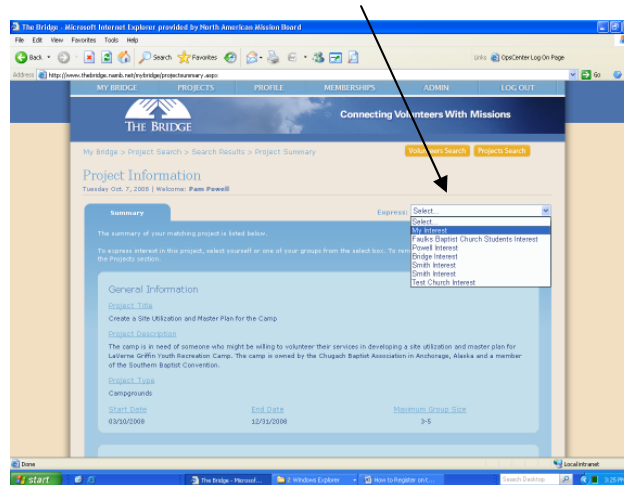 The Bridge - Microsoft Internet Explorer provided by North American Mission Board
File Edit View Favorites Tools Help
Back Search Favorites Links OpsCenter Log On Page
Address http://www.thebridge.namb.net/mybridge/projectsummary.aspx Go
MY BRIDGE PROJECTS PROFILE MEMBERSHIPS ADMIN LOG OUT
THE BRIDGE Connecting Volunteers With Missions
My Bridge > Project Search > Search Results > Project Summary Volunteers Search Projects Search
Project Information
Tuesday Oct. 7, 2008 | Welcome: Pam Powell
Summary Express: Select...
Select...
My Interest
Faulks Baptist Church Students Interest
Powell Interest
Bridge Interest
Smith Interest
Smith Interest
Test Church Interest
The summary of your matching project is listed below.
To express interest in this project, select yourself or one of your groups from the select box. To
the Projects section.
General Information
Project Title
Create a Site Utilization and Master Plan for the Camp
Project Description
The camp is in need of someone who might be willing to volunteer their services in developing a site utilization and master plan for
LaVerne Griffin Youth Recreation Camp. The camp is owned by the Chugach Baptist Association in Anchorage, Alaska and a member
of the Southern Baptist Convention.
Project Type
Campgrounds
Start Date End Date Maximum Group Size
03/10/2008 12/31/2008 3-5
Done Local intranet
start The Bridge - Microsof... 2 Windows Explorer How to Register on t... Search Desktop 3:25 PM